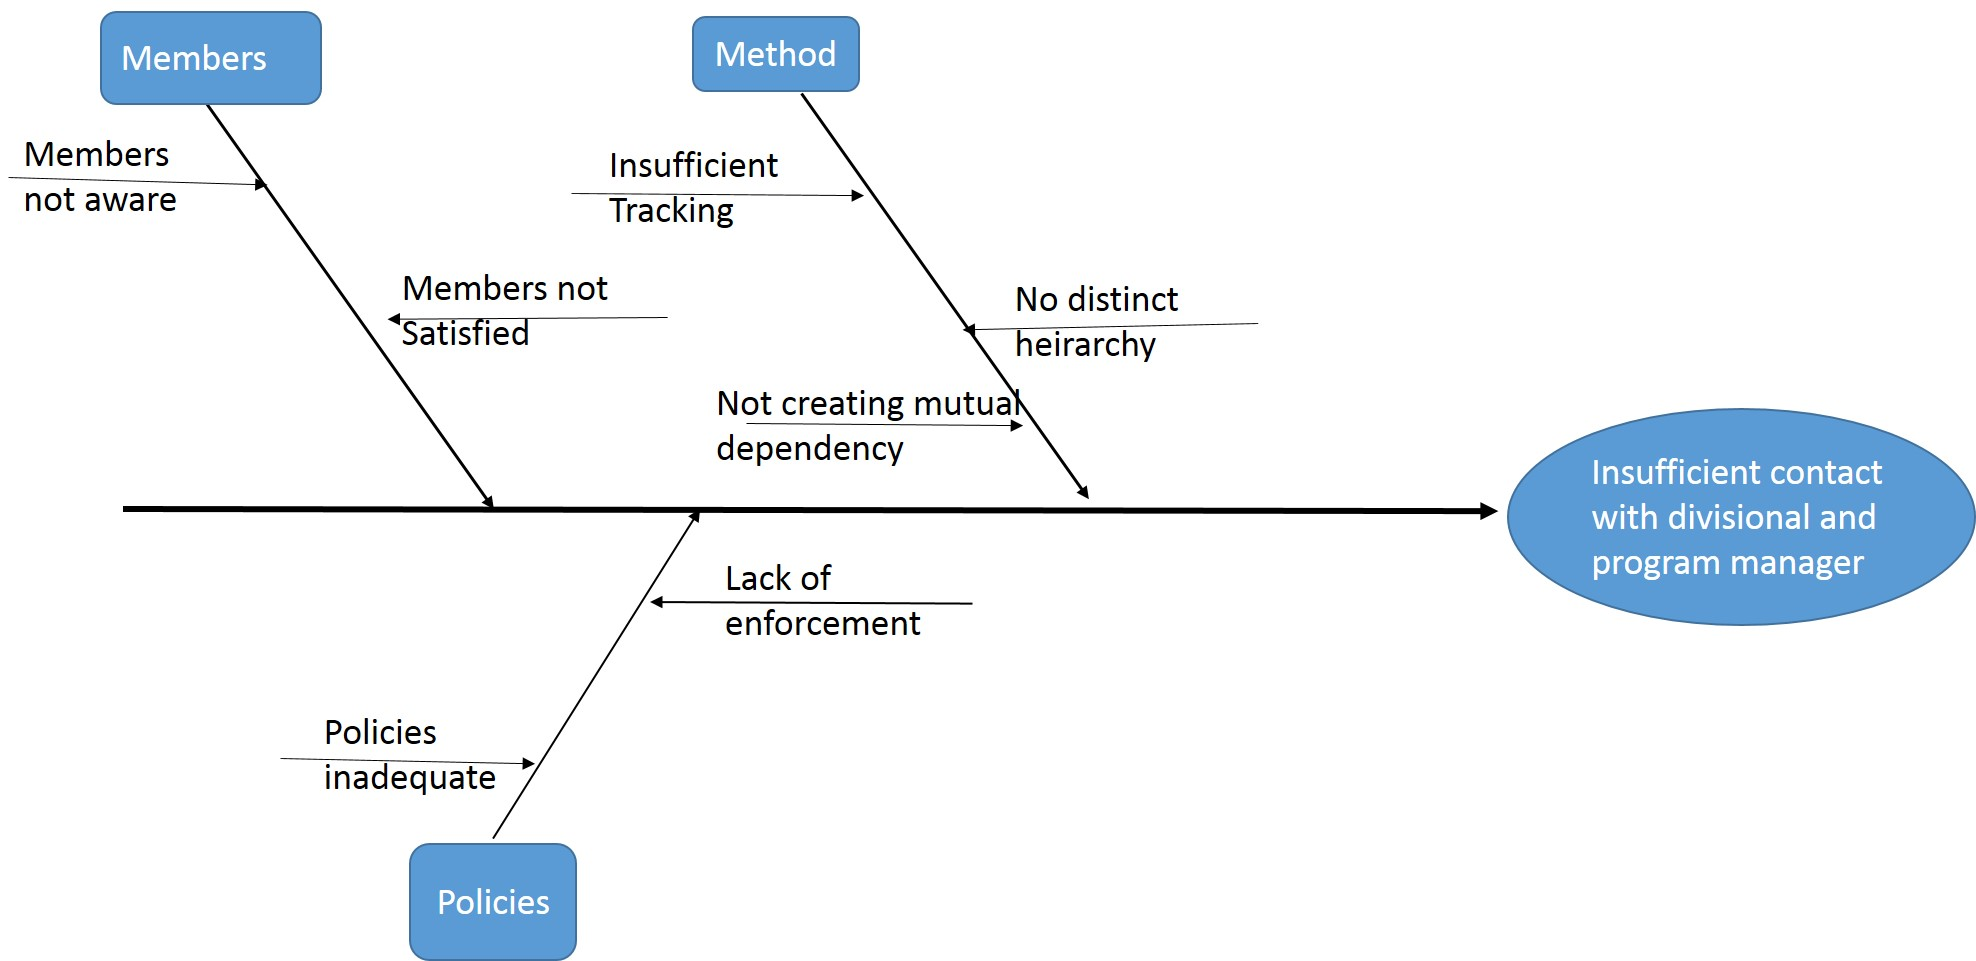 Members
Method
Members
not aware
Insufficient
Tracking
Members not
Satisfied
No distinct
heirarchy
Not creating mutual
dependency
Insufficient contact
with divisional and
program manager
Lack of
enforcement
Policies
inadequate
Policies